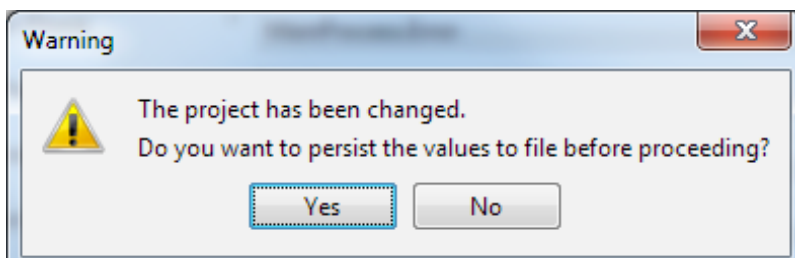 Warning
The project has been changed.
Do you want to persist the values to file before proceeding?
Yes
No